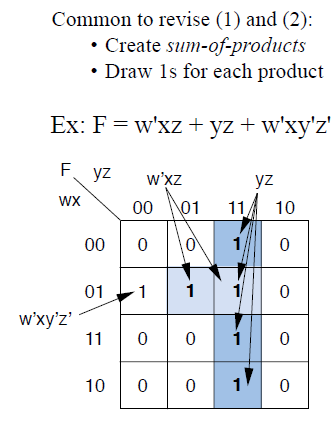 Common to revise (1) and (2):
• Create sum-of-products
• Draw 1s for each product
Ex: F = w'xz + yz + w'xy'z'
F yz w’xz yz
wx
00 01 11 10
00 0 0 1 0
01 1 1 1 0
w’xy’z’
11 0 0 1 0
10 0 0 1 0